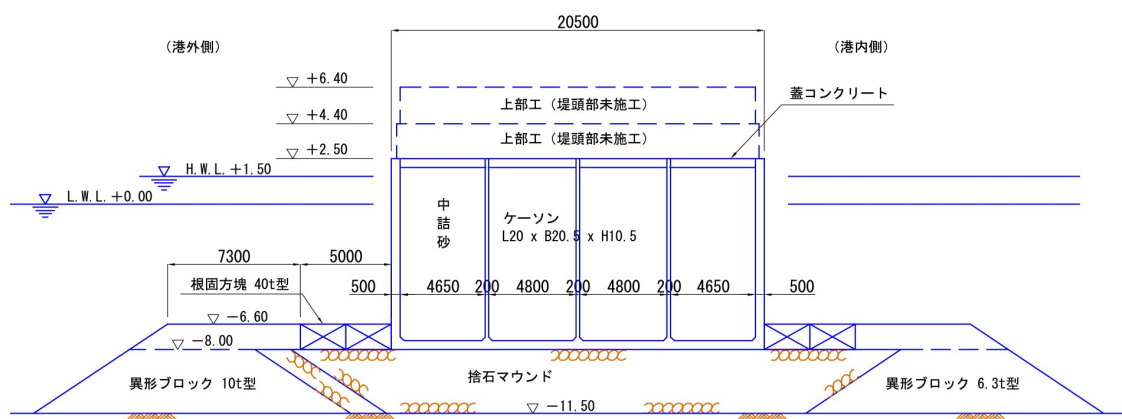 20500
(港外側)
(港内側)
+6.40
上部工(堤頭部未施工)
蓋コンクリート
+4.40
上部工(堤頭部未施工)
+2.50
H.W.L.+1.50
L.W.L.+0.00
中詰砂
ケーソン
L20 x B20.5 x H10.5
7300
5000
根固方塊 40t型
500
4650
200
4800
200
4800
200
4650
500
-6.60
-8.00
異形ブロック 10t型
捨石マウンド
異形ブロック 6.3t型
-11.50